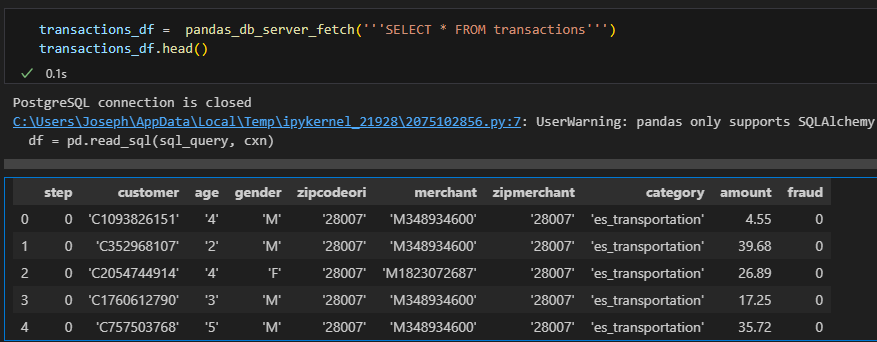 transactions_df =  pandas_db_server_fetch('''SELECT * FROM transactions''')
transactions_df.head()
✓ 0.1s
PostgreSQL connection is closed
C:\Users\Joseph\AppData\Local\Temp\ipykernel_21928\2075102856.py:7: UserWarning: pandas only supports SQLAlchemy
  df = pd.read_sql(sql_query, cxn)
step customer age gender zipcodeori merchant zipmerchant category amount fraud
0 0 'C1093826151' '4' 'M' '28007' 'M348934600' '28007' 'es_transportation' 4.55 0
1 0 'C352968107' '2' 'M' '28007' 'M348934600' '28007' 'es_transportation' 39.68 0
2 0 'C2054744914' '4' 'F' '28007' 'M1823072687' '28007' 'es_transportation' 26.89 0
3 0 'C1760612790' '3' 'M' '28007' 'M348934600' '28007' 'es_transportation' 17.25 0
4 0 'C757503768' '5' 'M' '28007' 'M348934600' '28007' 'es_transportation' 35.72 0